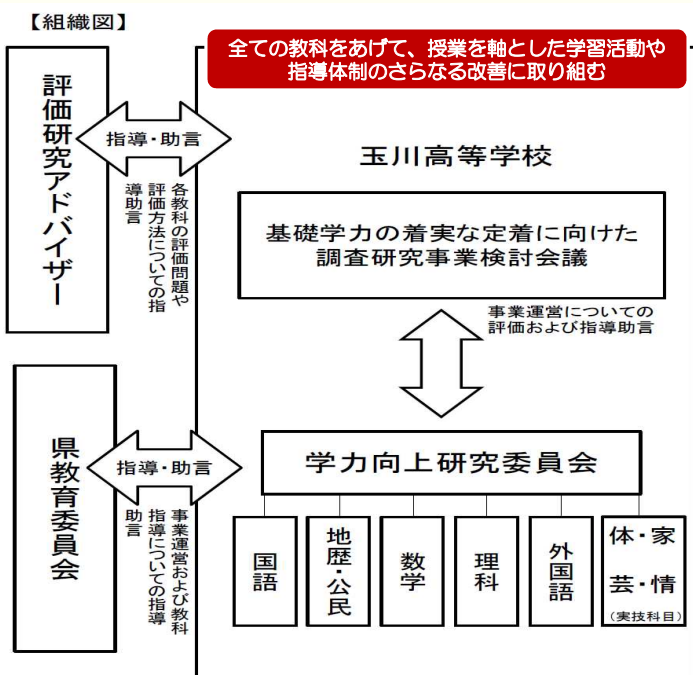 【組織図】
全ての教科をあげて、授業を軸とした学習活動や
指導体制のさらなる改善に取り組む
評価研究アドバイザー
指導・助言
各教科の評価問題や
評価方法についての指
導助言
玉川高等学校
基礎学力の着実な定着に向けた
調査研究事業検討会議
事業運営についての
評価および指導助言
県教育委員会
指導・助言
事業運営および教科
指導についての指導
助言
学力向上研究委員会
国語
地歴・公民
数学
理科
外国語
体・家
芸・情
(実技科目)